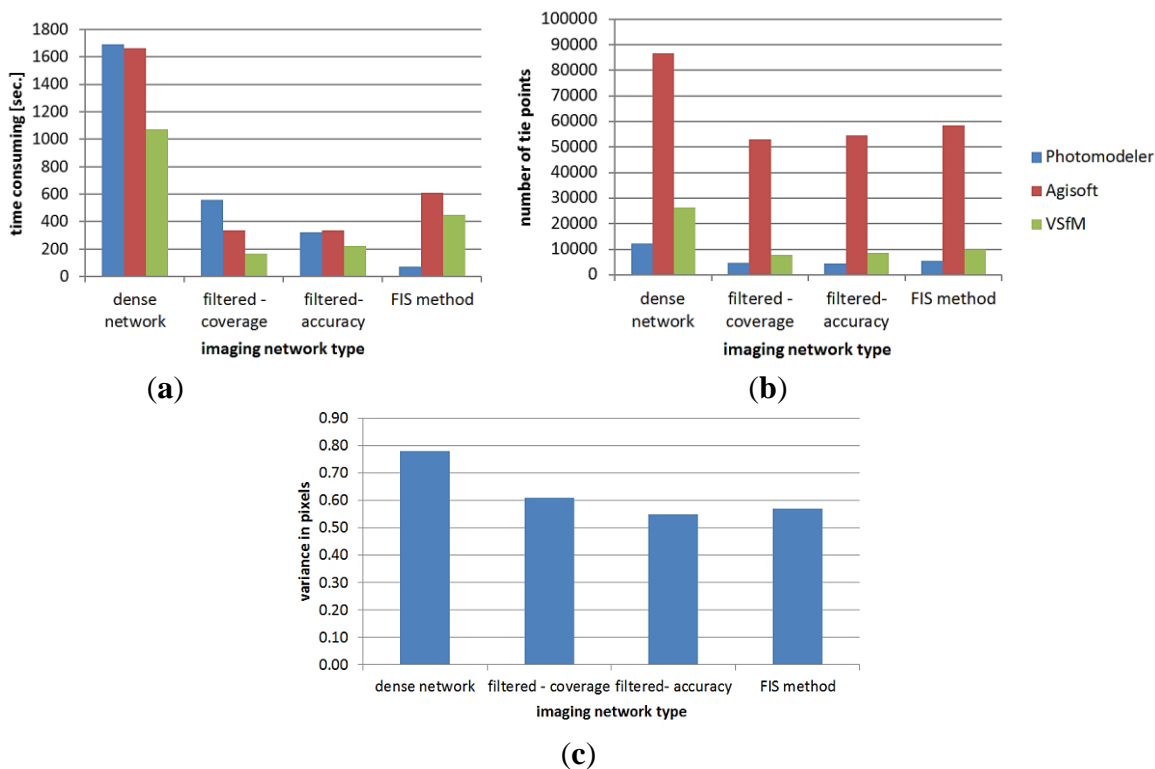 time consuming [sec.]
1800
1600
1400
1200
1000
800
600
400
200
0
dense network
filtered - coverage
filtered- accuracy
FIS method
imaging network type
(a)
number of tie points
100000
90000
80000
70000
60000
50000
40000
30000
20000
10000
0
dense network
filtered - coverage
filtered- accuracy
FIS method
imaging network type
(b)
Photomodeler
Agisoft
VSfM
variance in pixels
0.90
0.80
0.70
0.60
0.50
0.40
0.30
0.20
0.10
0.00
dense network
filtered - coverage
filtered- accuracy
FIS method
imaging network type
(c)